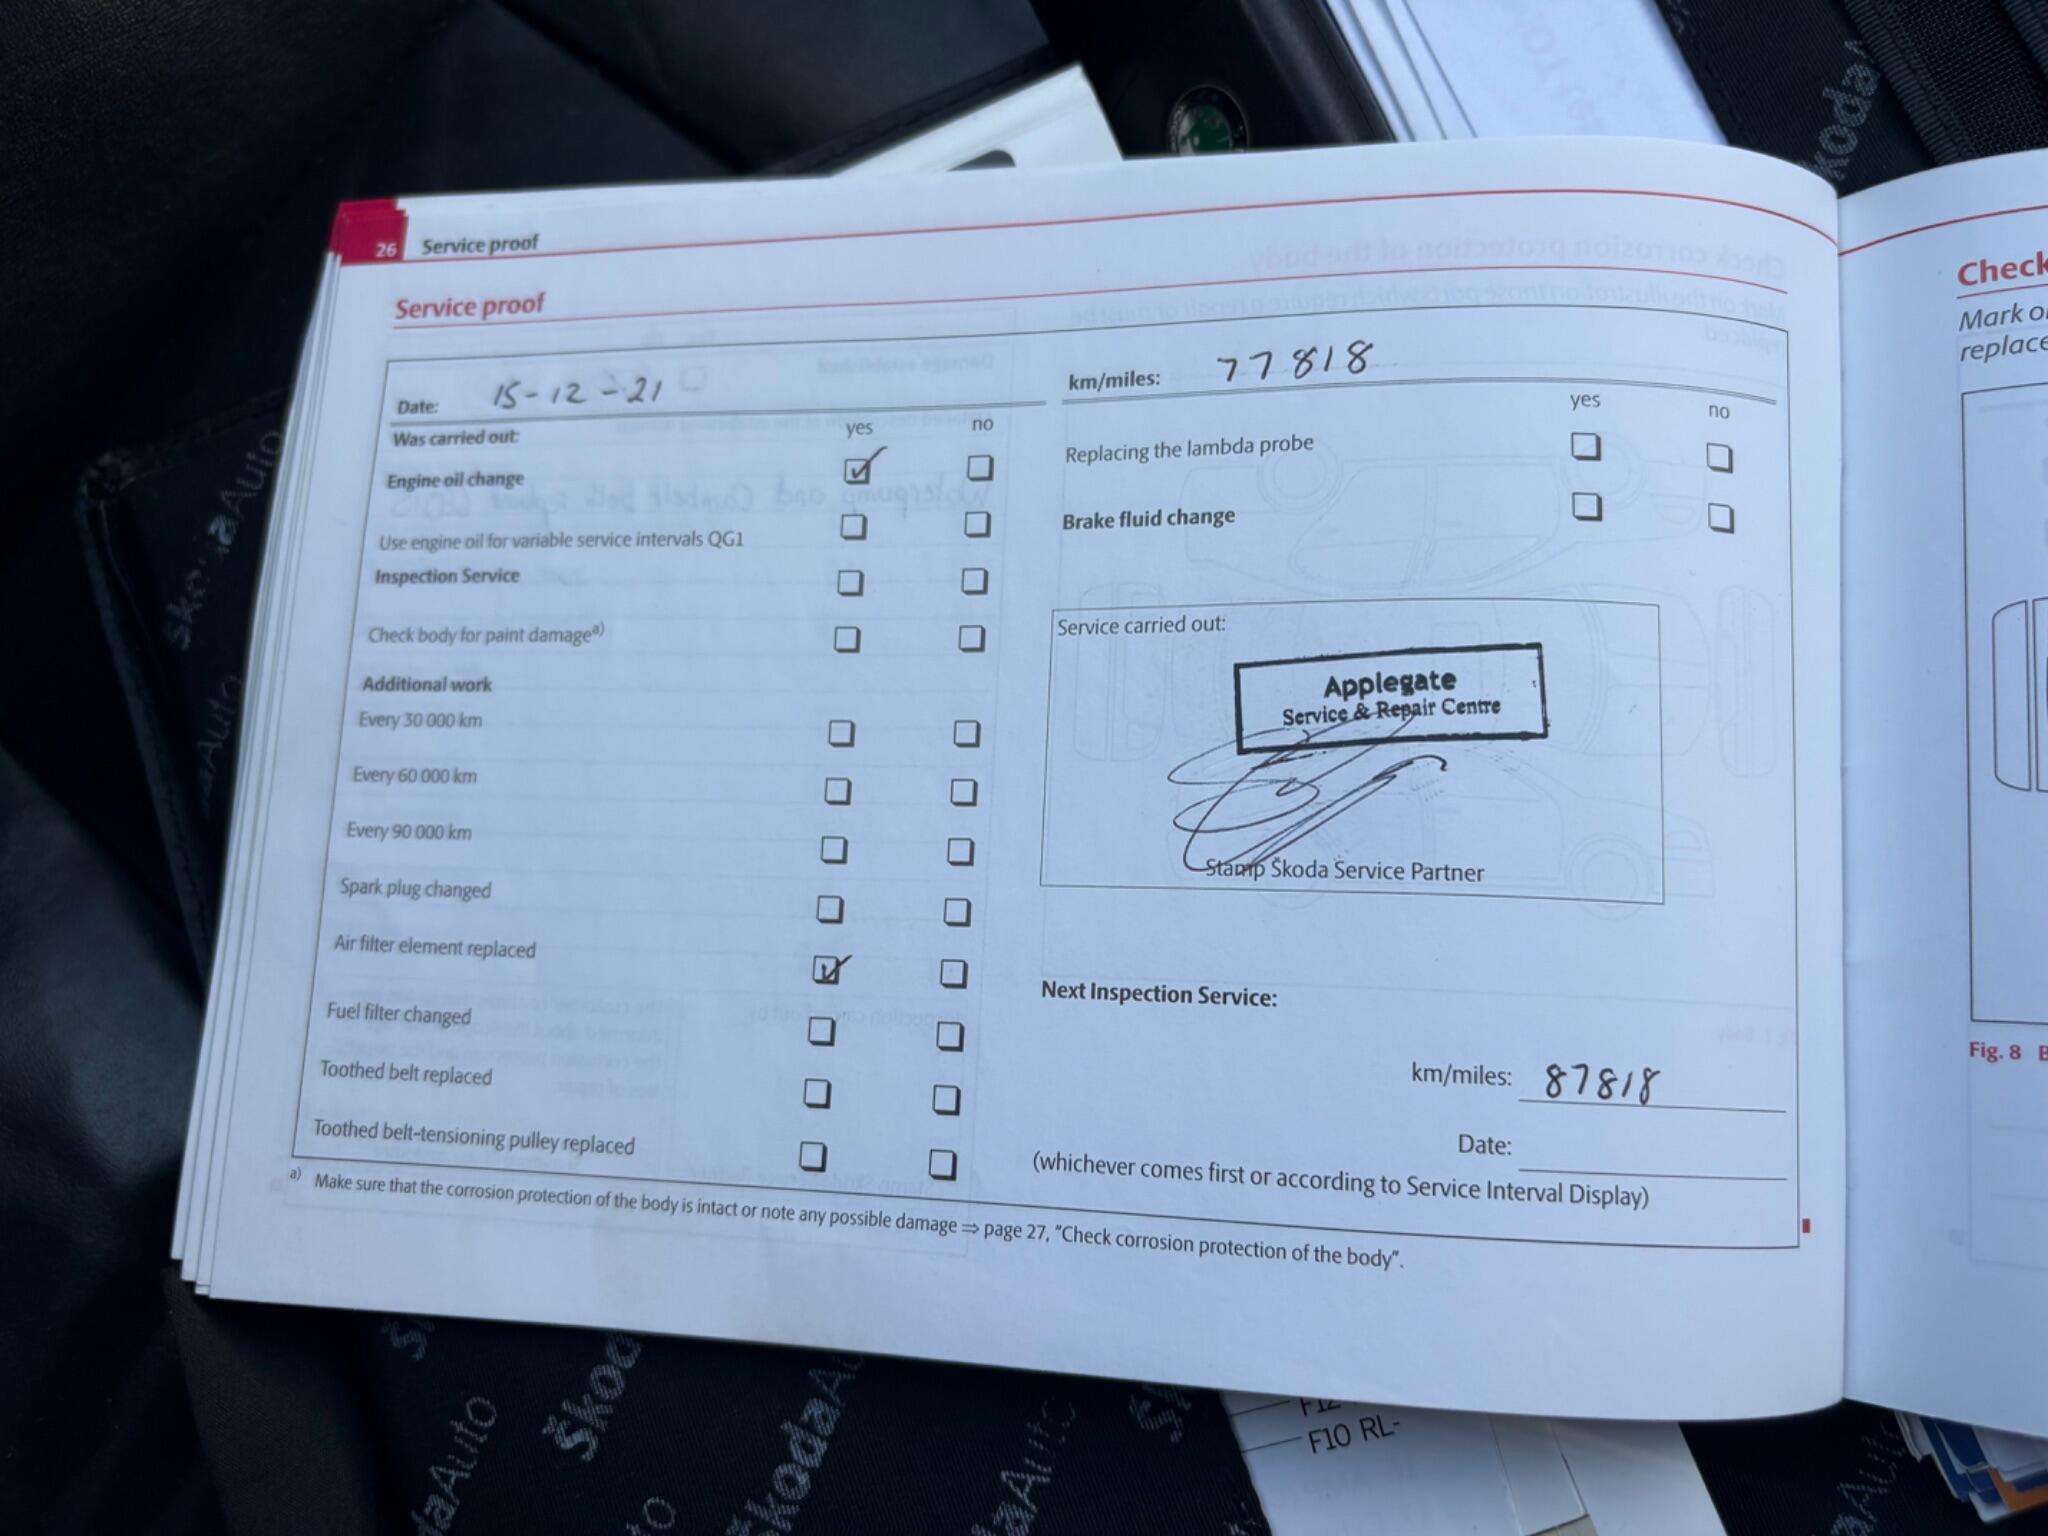 26 Service proof
Service proof
Date: 15-12-21
km/miles: 77818
Was carried out: yes no
Engine oil change
Use engine oil for variable service intervals QG1
Inspection Service
Check body for paint damage a)
Additional work
Every 30 000 km
Every 60 000 km
Every 90 000 km
Spark plug changed
Air filter element replaced
Fuel filter changed
Toothed belt replaced
Toothed belt-tensioning pulley replaced
yes no
Replacing the lambda probe
Brake fluid change
Service carried out:
Applegate
Service & Repair Centre
Stamp Škoda Service Partner
Next Inspection Service:
km/miles: 87818
Date:
(whichever comes first or according to Service Interval Display)
a) Make sure that the corrosion protection of the body is intact or note any possible damage ⇒ page 27, "Check corrosion protection of the body".
Check
Mark o
replace
Fig. 8 B
F12
F10 RL-
ŠkodaAuto
ŠkodaAuto
ŠkodaAuto